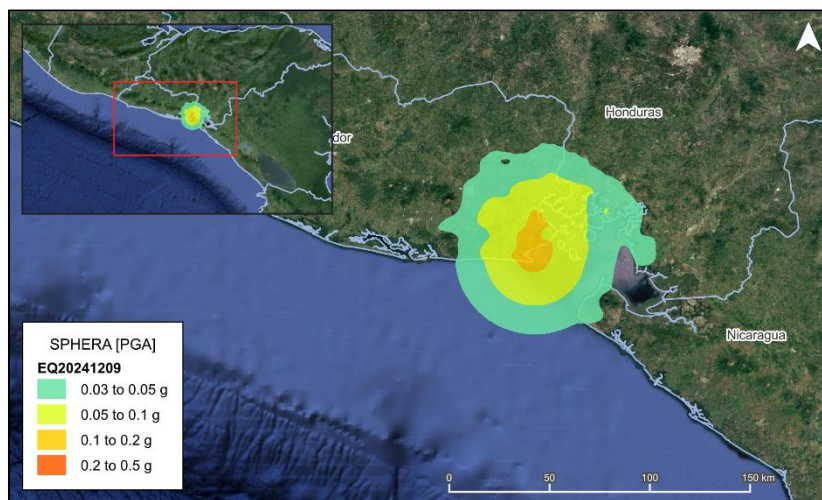 Honduras
dor
Nicaragua
SPHERA [PGA]
EQ20241209
0.03 to 0.05 g
0.05 to 0.1 g
0.1 to 0.2 g
0.2 to 0.5 g
0 50 100 150 km